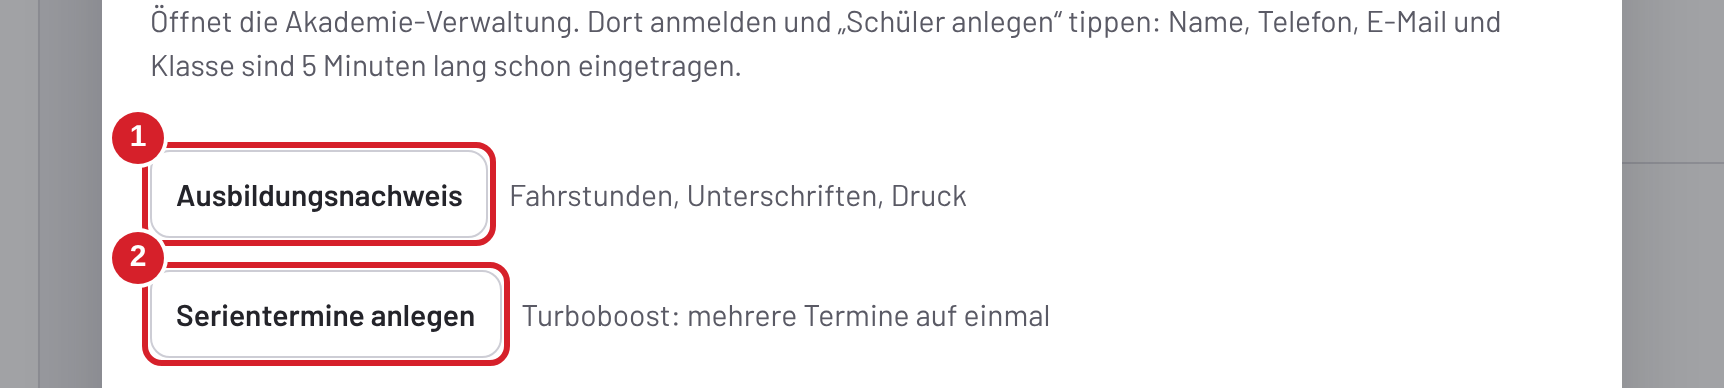 Öffnet die Akademie-Verwaltung. Dort anmelden und „Schüler anlegen“ tippen: Name, Telefon, E-Mail und
Klasse sind 5 Minuten lang schon eingetragen.
1
Ausbildungsnachweis Fahrstunden, Unterschriften, Druck
2
Serientermine anlegen Turboboost: mehrere Termine auf einmal